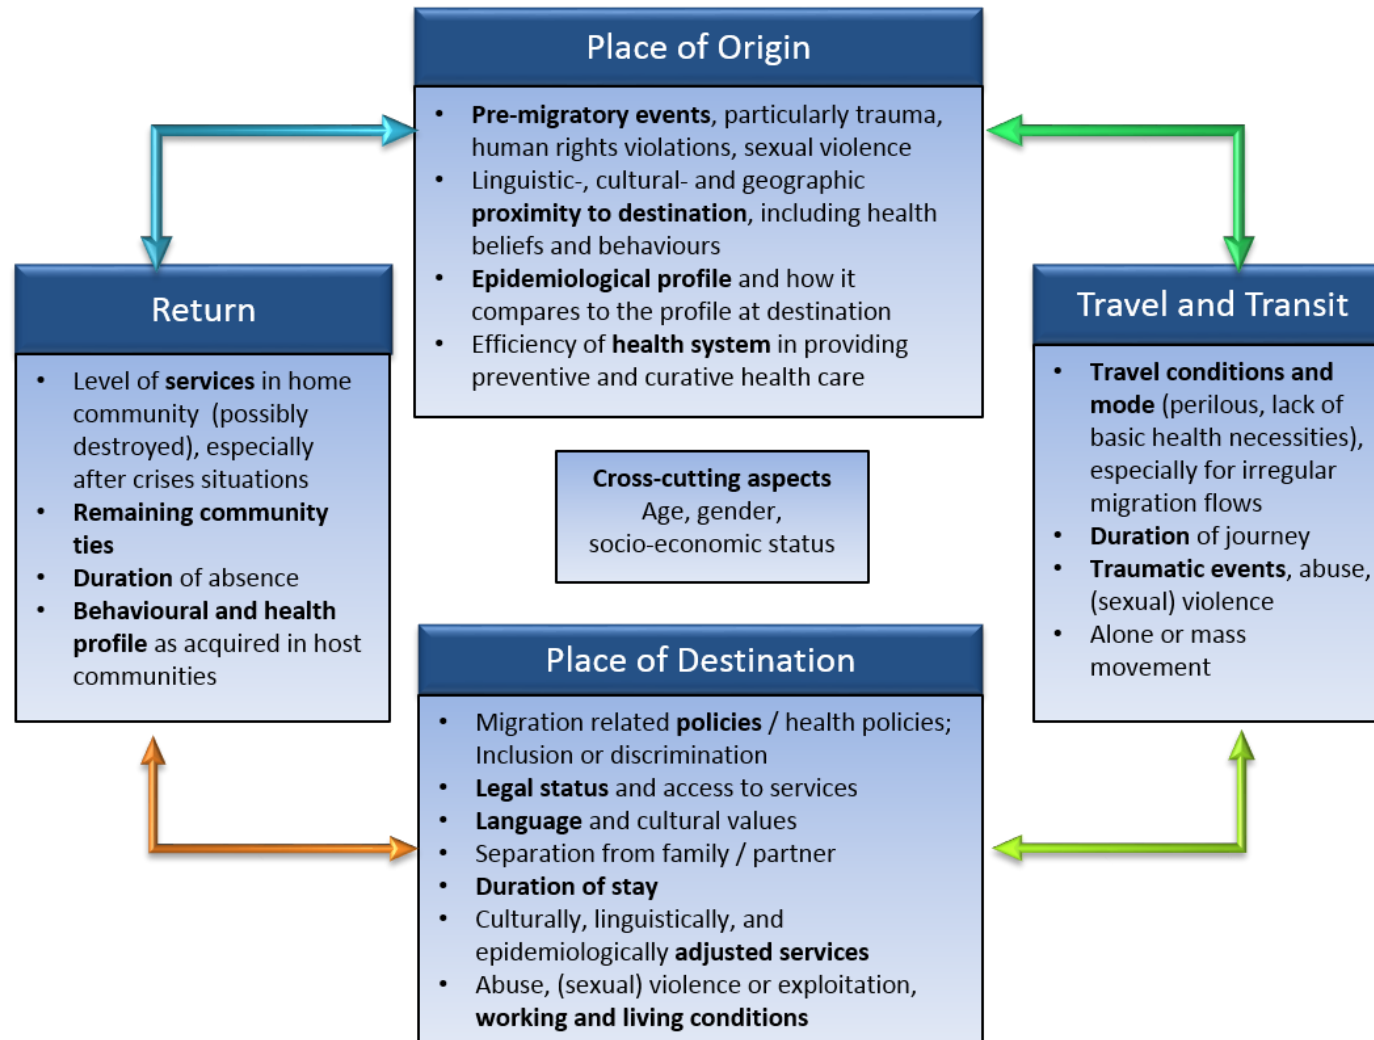 Place of Origin
• Pre-migratory events, particularly trauma,
human rights violations, sexual violence
• Linguistic-, cultural- and geographic
proximity to destination, including health
beliefs and behaviours
• Epidemiological profile and how it
compares to the profile at destination
• Efficiency of health system in providing
preventive and curative health care
Return
• Level of services in home
community (possibly
destroyed), especially
after crises situations
• Remaining community
ties
• Duration of absence
• Behavioural and health
profile as acquired in host
communities
Cross-cutting aspects
Age, gender,
socio-economic status
Travel and Transit
• Travel conditions and
mode (perilous, lack of
basic health necessities),
especially for irregular
migration flows
• Duration of journey
• Traumatic events, abuse,
(sexual) violence
• Alone or mass
movement
Place of Destination
• Migration related policies / health policies;
Inclusion or discrimination
• Legal status and access to services
• Language and cultural values
• Separation from family / partner
• Duration of stay
• Culturally, linguistically, and
epidemiologically adjusted services
• Abuse, (sexual) violence or exploitation,
working and living conditions